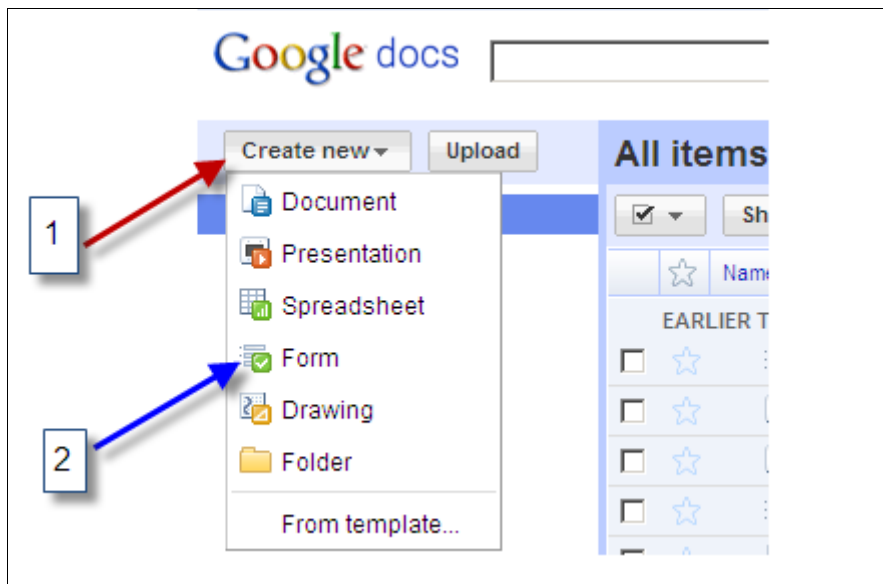 Google docs
Create new
Upload
All items
1
Document
Sh
Presentation
Name
Spreadsheet
EARLIER T
Form
Drawing
2
Folder
From template...